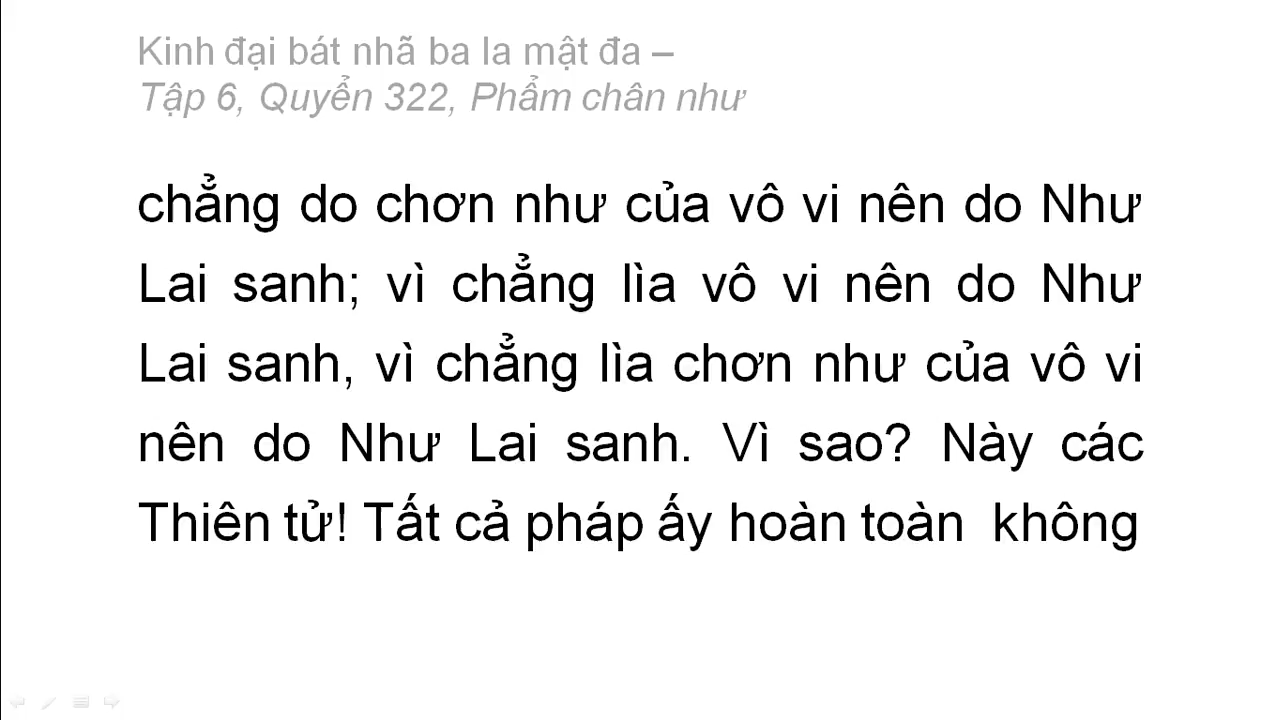 Kinh đại bát nhã ba la mật đa –
Tập 6, Quyển 322, Phẩm chân như
chẳng do chơn như của vô vi nên do Như
Lai sanh; vì chẳng lìa vô vi nên do Như
Lai sanh, vì chẳng lìa chơn như của vô vi
nên do Như Lai sanh. Vì sao? Này các
Thiên tử! Tất cả pháp ấy hoàn toàn không